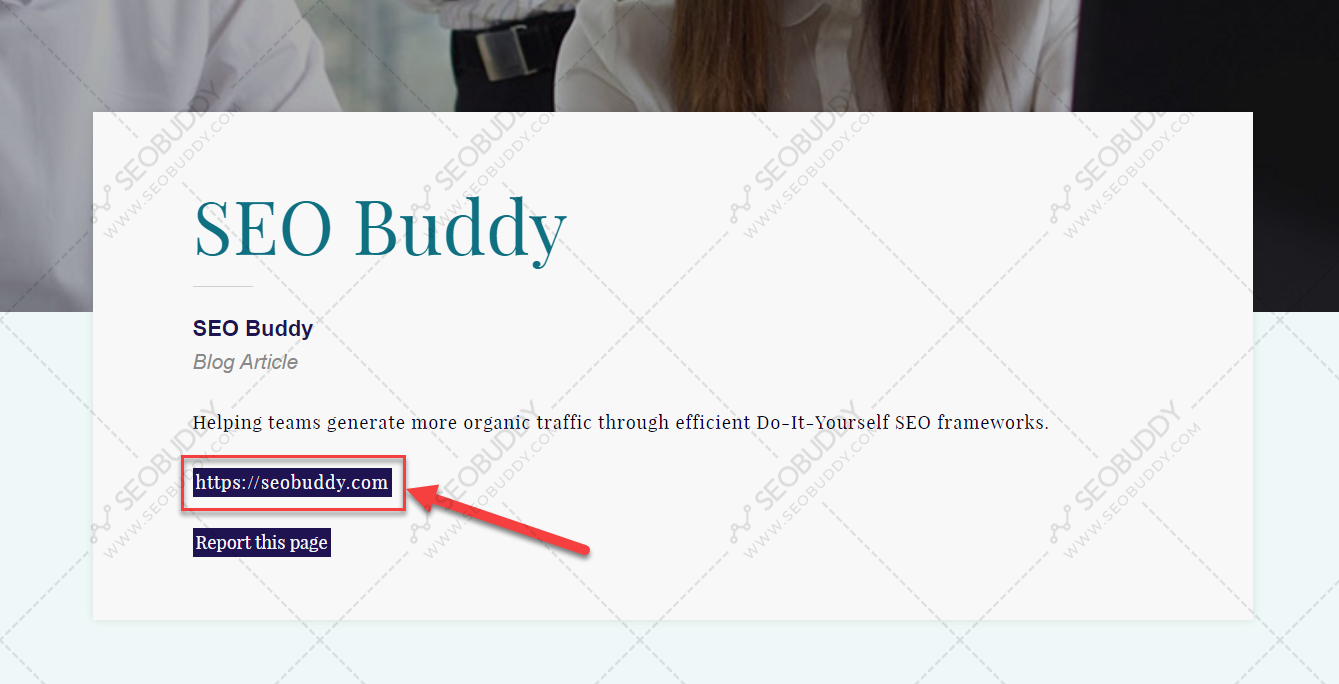 SEO Buddy
SEO Buddy
Blog Article
Helping teams generate more organic traffic through efficient Do-It-Yourself SEO frameworks.
https://seobuddy.com
Report this page
SEOBUDDY
WWW.SEOBUDDY.COM